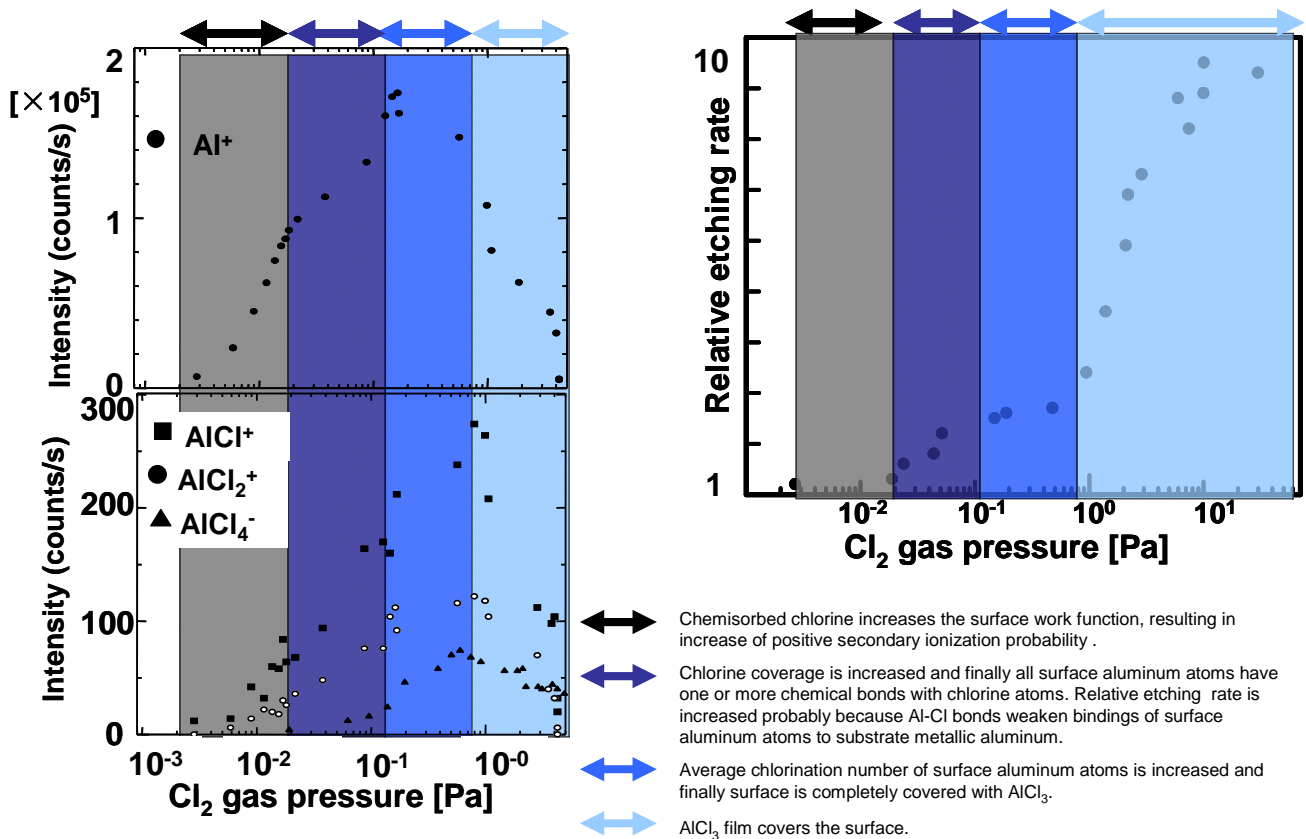 2
[×10⁵]
Intensity (counts/s)
Al⁺
1
0
300
AlCl⁺
AlCl₂⁺
AlCl₄⁻
200
Intensity (counts/s)
100
0
10⁻³
10⁻²
10⁻¹
10⁻⁰
Cl₂ gas pressure [Pa]
10
Relative etching rate
1
10⁻²
10⁻¹
10⁰
10¹
Cl₂ gas pressure [Pa]
Chemisorbed chlorine increases the surface work function, resulting in
increase of positive secondary ionization probability .
Chlorine coverage is increased and finally all surface aluminum atoms have
one or more chemical bonds with chlorine atoms. Relative etching rate is
increased probably because Al-Cl bonds weaken bindings of surface
aluminum atoms to substrate metallic aluminum.
Average chlorination number of surface aluminum atoms is increased and
finally surface is completely covered with AlCl₃.
AlCl₃ film covers the surface.